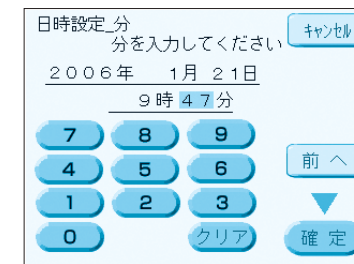 日時設定_分
キャンセル
分を入力してください
2006年 1月21日
9時47分
7 8 9
4 5 6
前へ
1 2 3
0 クリア
確定